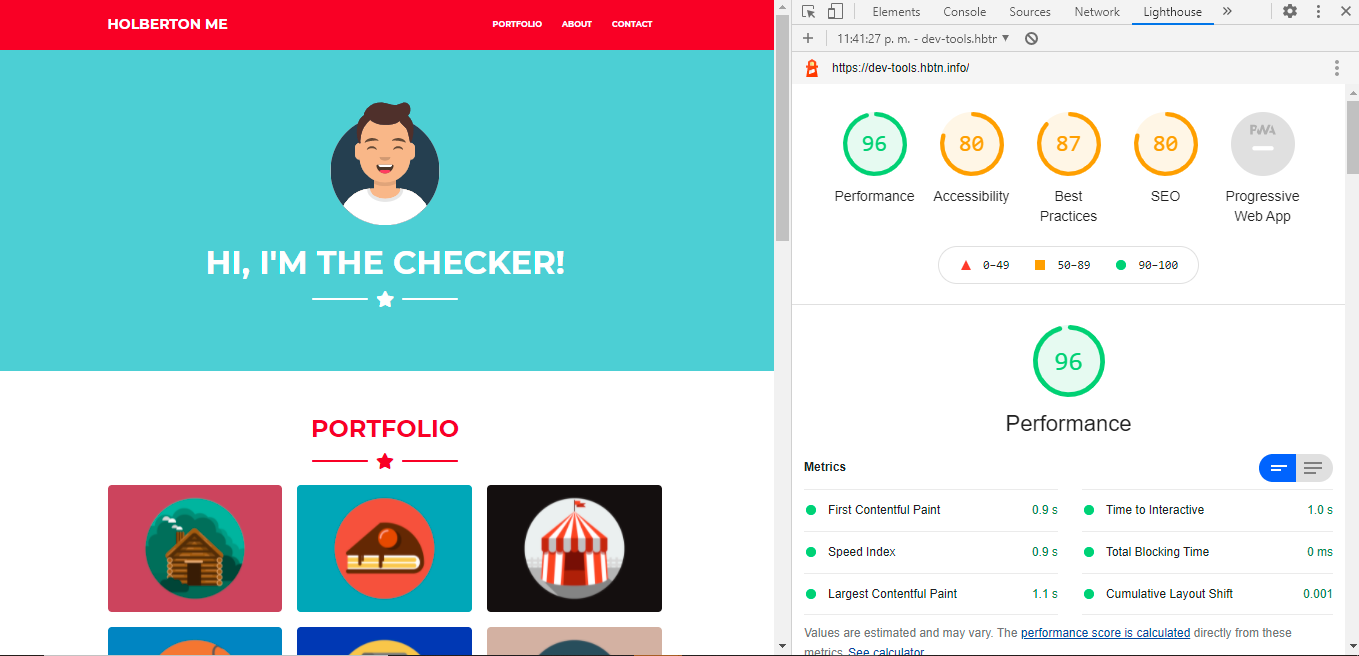 HOLBERTON ME
PORTFOLIO ABOUT CONTACT
HI, I'M THE CHECKER!
PORTFOLIO
Elements Console Sources Network Lighthouse
11:41:27 p. m. - dev-tools.hbtr
https://dev-tools.hbtn.info/
96 80 87 80 PWA
Performance Accessibility Best Practices SEO Progressive Web App
0–49 50–89 90–100
96
Performance
Metrics
First Contentful Paint 0.9 s
Time to Interactive 1.0 s
Speed Index 0.9 s
Total Blocking Time 0 ms
Largest Contentful Paint 1.1 s
Cumulative Layout Shift 0.001
Values are estimated and may vary. The performance score is calculated directly from these
metrics. See calculator.